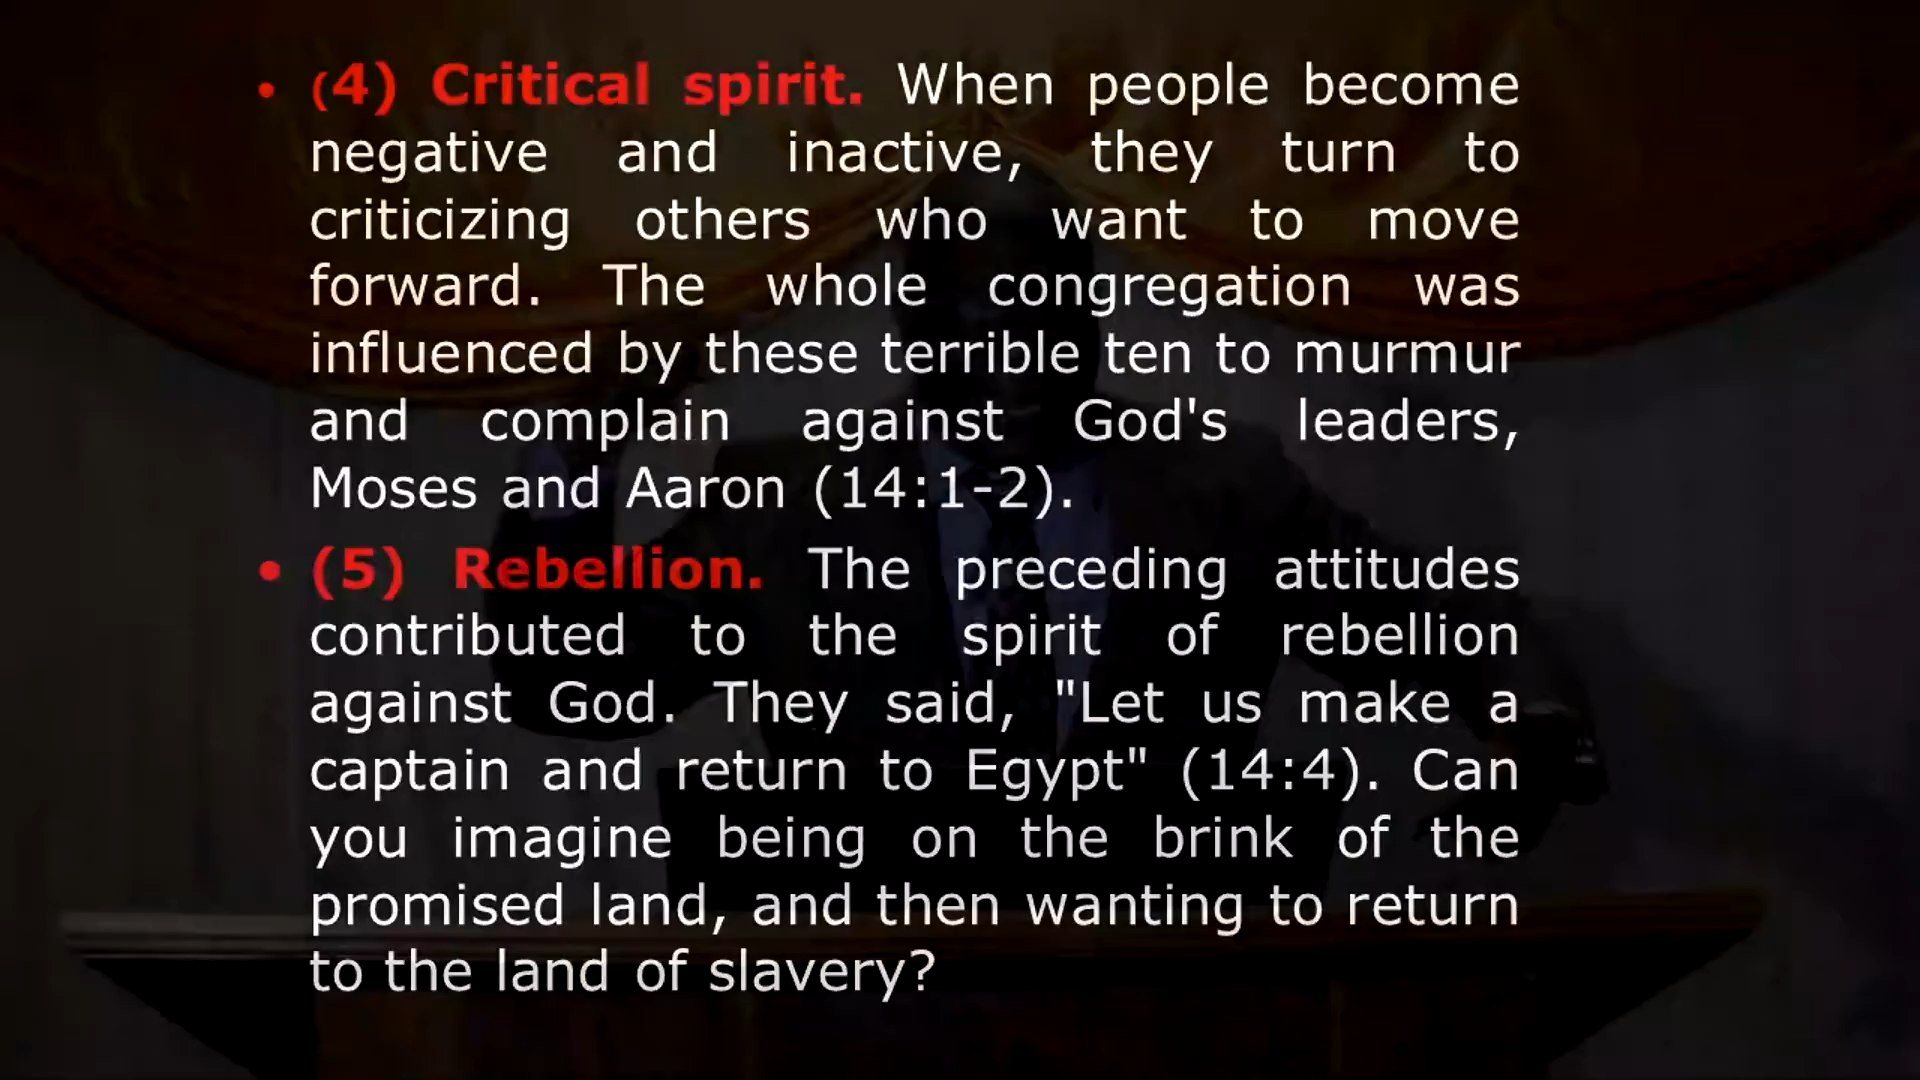 • (4) Critical spirit. When people become
negative and inactive, they turn to
criticizing others who want to move
forward. The whole congregation was
influenced by these terrible ten to murmur
and complain against God's leaders,
Moses and Aaron (14:1-2).
• (5) Rebellion. The preceding attitudes
contributed to the spirit of rebellion
against God. They said, "Let us make a
captain and return to Egypt" (14:4). Can
you imagine being on the brink of the
promised land, and then wanting to return
to the land of slavery?